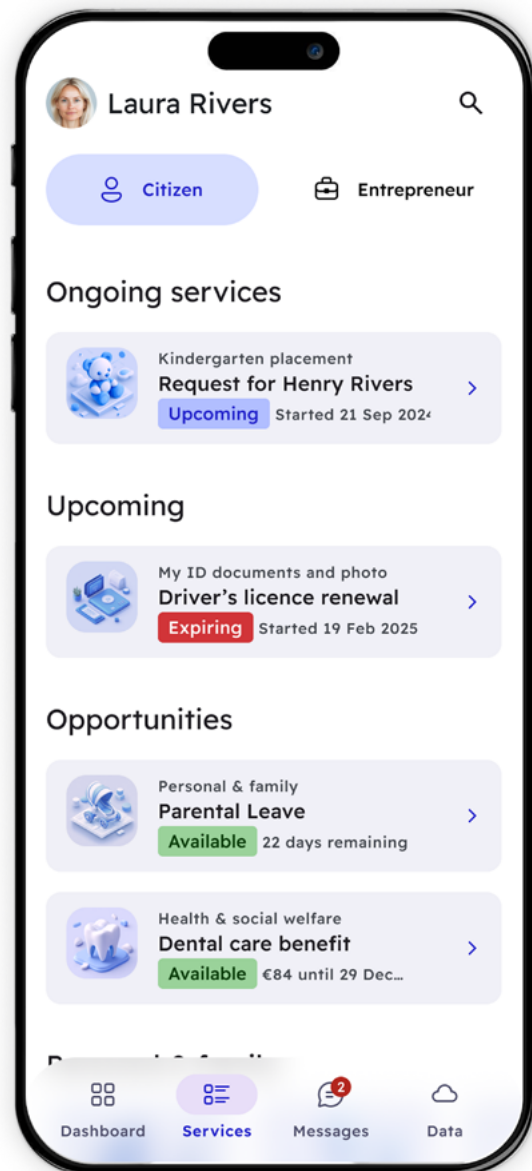 Laura Rivers
Citizen
Entrepreneur
Ongoing services
Kindergarten placement
Request for Henry Rivers
Upcoming Started 21 Sep 202
Upcoming
My ID documents and photo
Driver's licence renewal
Expiring Started 19 Feb 2025
Opportunities
Personal & family
Parental Leave
Available 22 days remaining
Health & social welfare
Dental care benefit
Available €84 until 29 Dec...
2
Dashboard
Services
Messages
Data